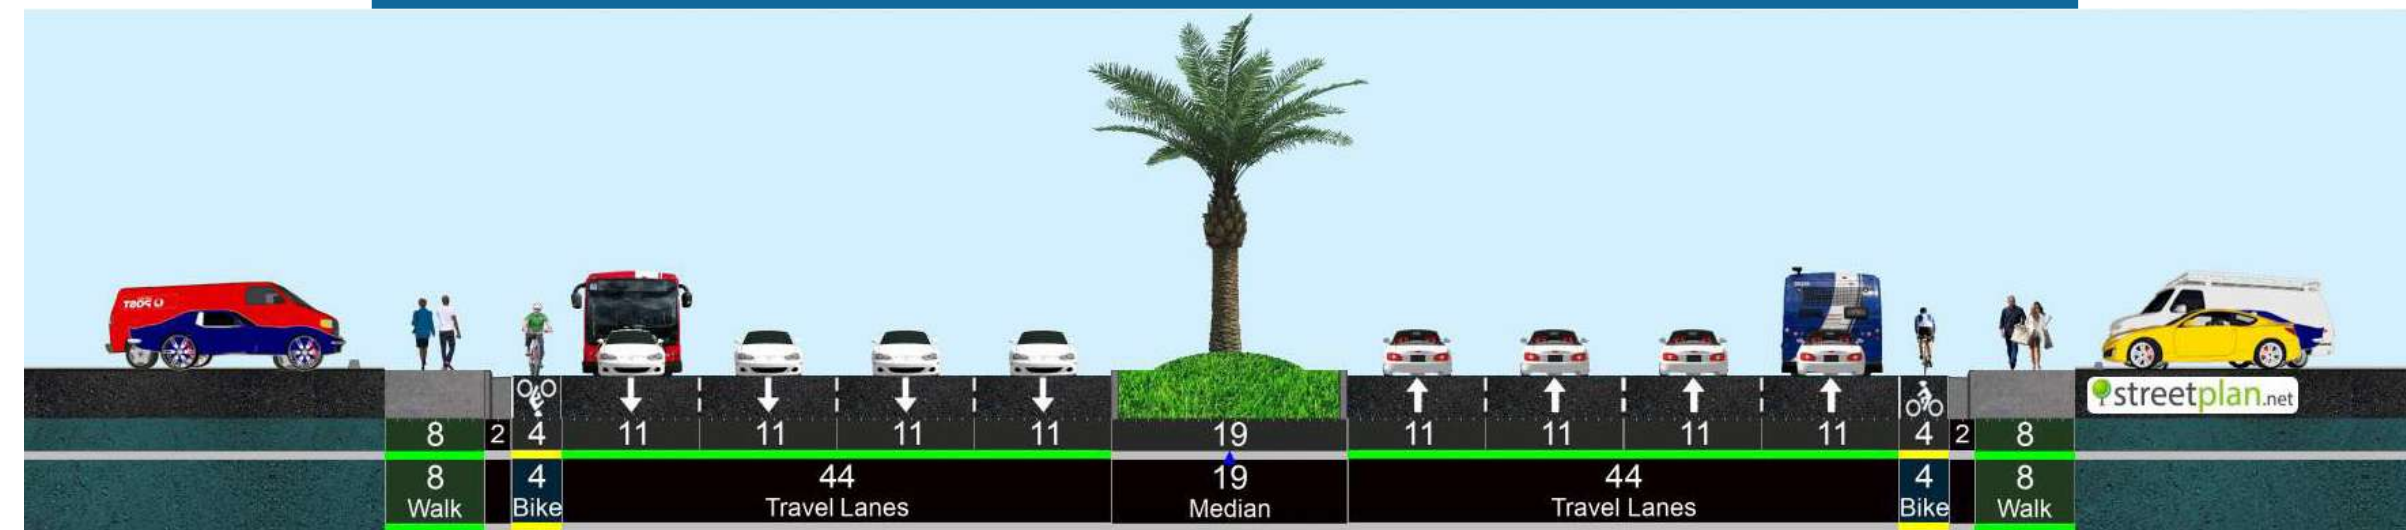 POST
8 2 4 11 11 11 11 19 11 11 11 11 4 2 8
8 4 44 19 44 4 8
Walk Bike Travel Lanes Median Travel Lanes Bike Walk
streetplan.net